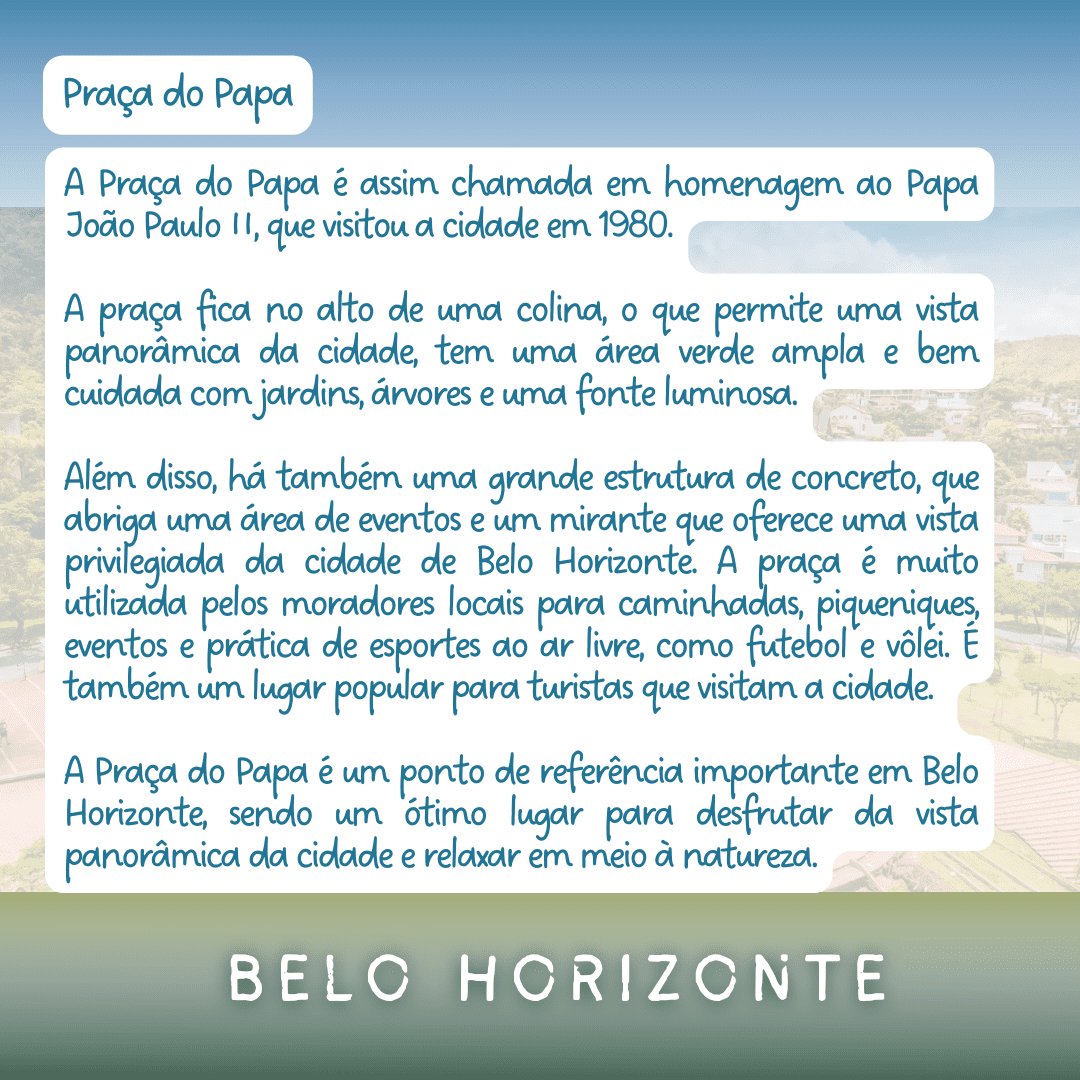 Praça do Papa
A Praça do Papa é assim chamada em homenagem ao Papa
João Paulo II, que visitou a cidade em 1980.
A praça fica no alto de uma colina, o que permite uma vista
panorâmica da cidade, tem uma área verde ampla e bem
cuidada com jardins, árvores e uma fonte luminosa.
Além disso, há também uma grande estrutura de concreto, que
abriga uma área de eventos e um mirante que oferece uma vista
privilegiada da cidade de Belo Horizonte. A praça é muito
utilizada pelos moradores locais para caminhadas, piqueniques,
eventos e prática de esportes ao ar livre, como futebol e vôlei. É
também um lugar popular para turistas que visitam a cidade.
A Praça do Papa é um ponto de referência importante em Belo
Horizonte, sendo um ótimo lugar para desfrutar da vista
panorâmica da cidade e relaxar em meio à natureza.
BELO HORIZONTE